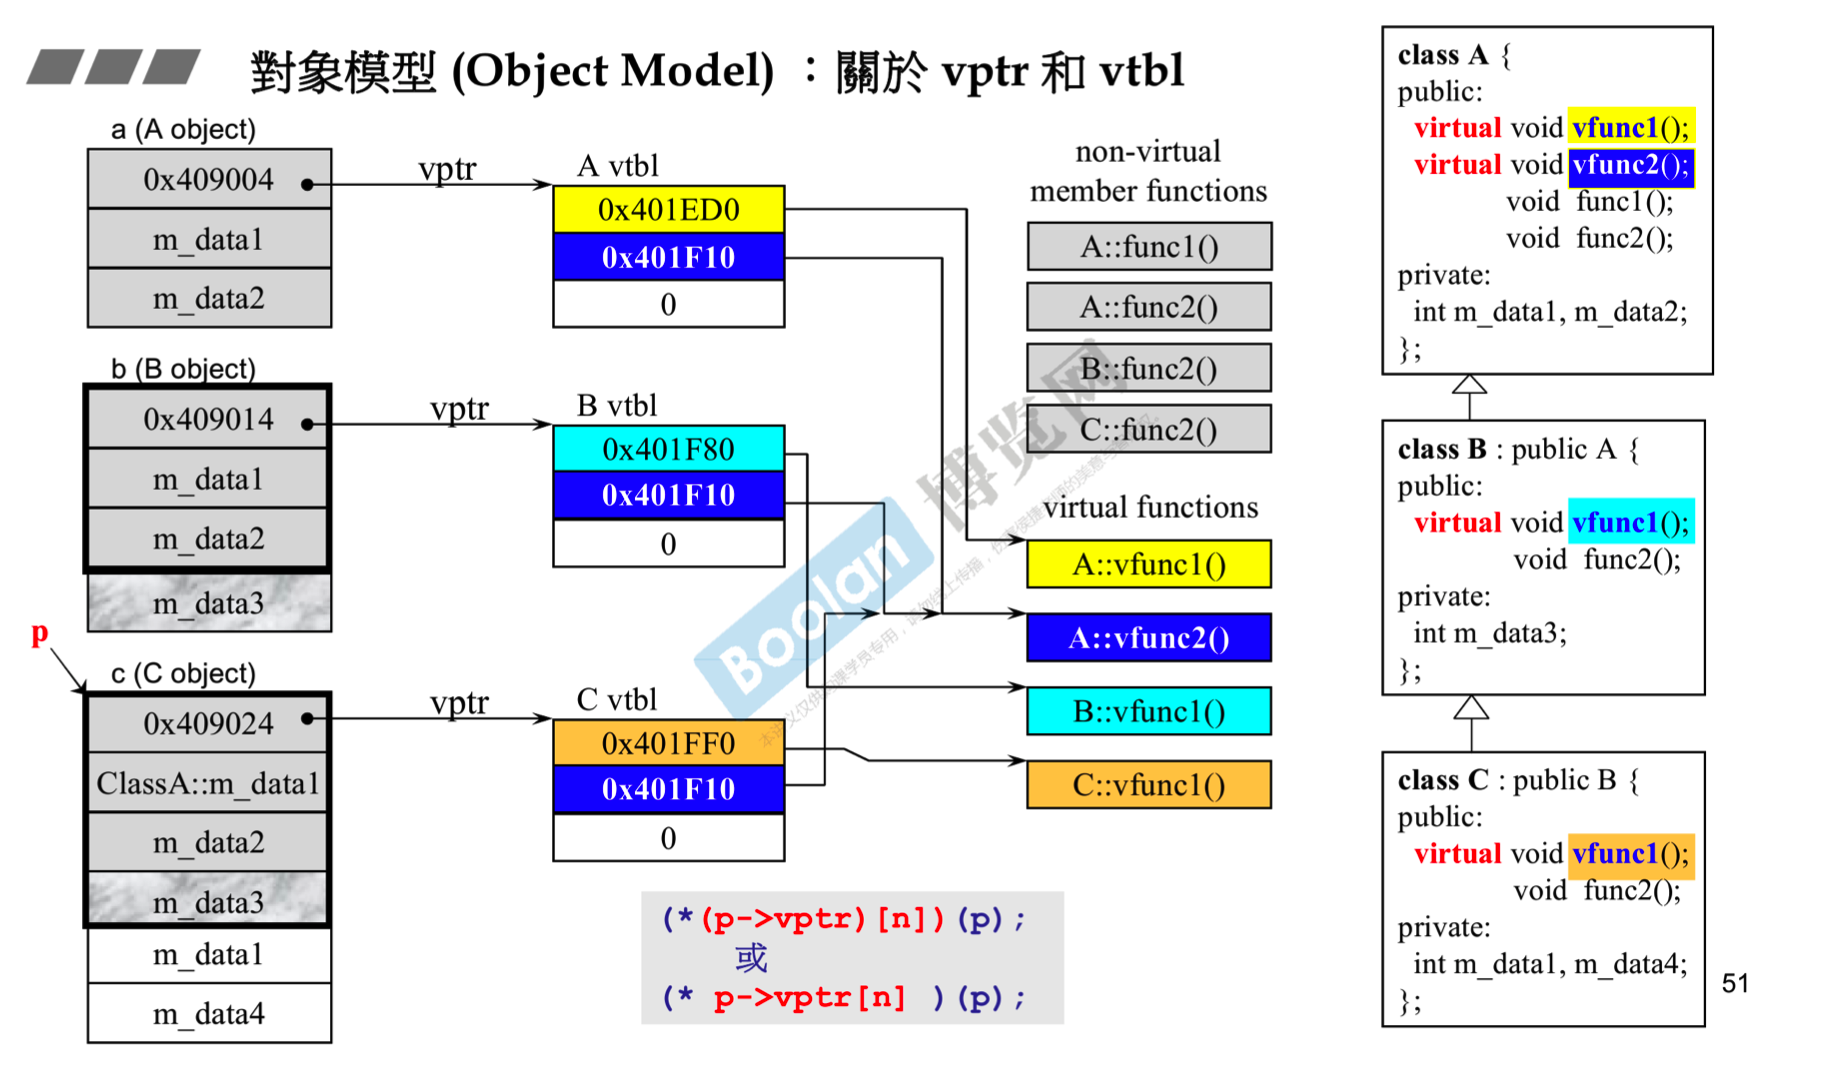 對象模型 (Object Model) ：關於 vptr 和 vtbl
a (A object)
0x409004
m_data1
m_data2
vptr
A vtbl
0x401ED0
0x401F10
0
b (B object)
0x409014
m_data1
m_data2
m_data3
vptr
B vtbl
0x401F80
0x401F10
0
p
c (C object)
0x409024
ClassA::m_data1
m_data2
m_data3
m_data1
m_data4
vptr
C vtbl
0x401FF0
0x401F10
0
non-virtual
member functions
A::func1()
A::func2()
B::func2()
C::func2()
virtual functions
A::vfunc1()
A::vfunc2()
B::vfunc1()
C::vfunc1()
(*(p->vptr)[n])(p);
或
(* p->vptr[n] )(p);
class A {
public:
virtual void vfunc1();
virtual void vfunc2();
void func1();
void func2();
private:
int m_data1, m_data2;
};
class B : public A {
public:
virtual void vfunc1();
void func2();
private:
int m_data3;
};
class C : public B {
public:
virtual void vfunc1();
void func2();
private:
int m_data1, m_data4;
};
51
Boolan
博览网